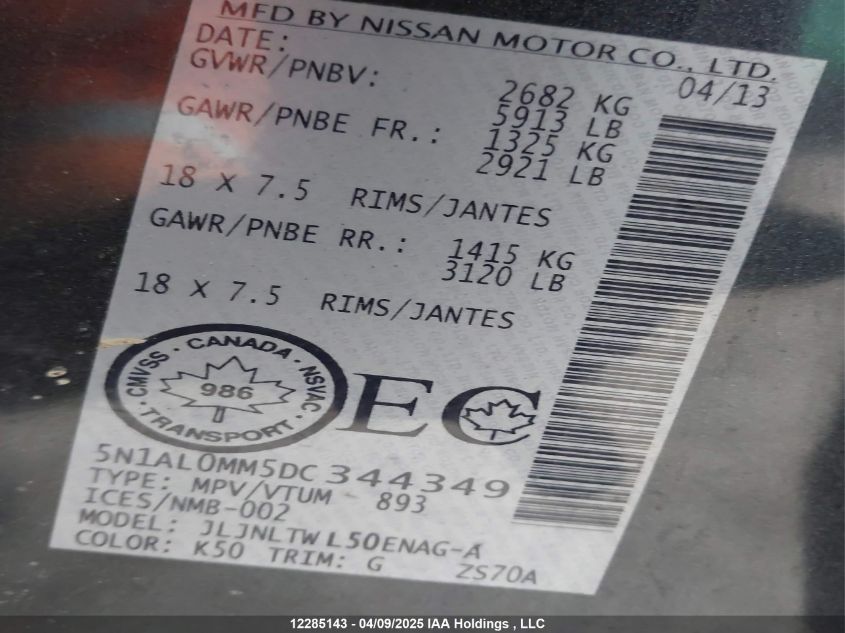 MFD BY NISSAN MOTOR CO., LTD.
DATE: 04/13
GVWR/PNBV: 2682 KG
5913 LB
GAWR/PNBE FR.: 1325 KG
2921 LB
18 X 7.5 RIMS/JANTES
GAWR/PNBE RR.: 1415 KG
3120 LB
18 X 7.5 RIMS/JANTES
CMVSS · CANADA · NSVAC
986
· TRANSPORT ·
EC
5N1AL0MM5DC344349
TYPE: MPV/VTUM 893
ICES/NMB-002
MODEL: JLJNLTWL50ENAG-A
COLOR: K50 TRIM: G ZS70A
12285143 - 04/09/2025 IAA Holdings , LLC